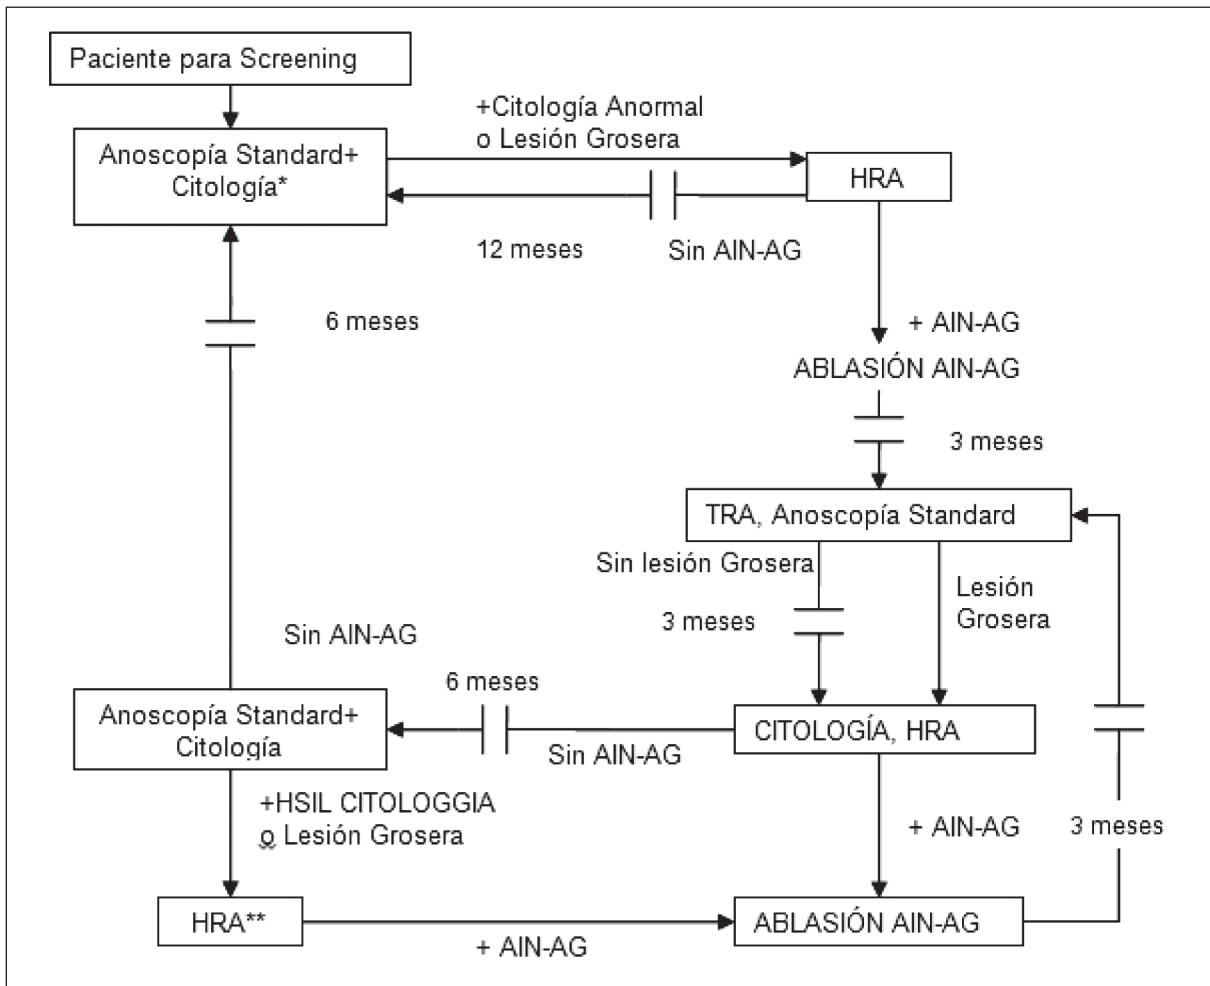 Paciente para Screening
+Citología Anormal
o Lesión Grosera
Anoscopía Standard+
Citología*
HRA
12 meses
Sin AIN-AG
6 meses
+ AIN-AG
ABLASIÓN AIN-AG
3 meses
TRA, Anoscopía Standard
Sin lesión Grosera
Lesión
Grosera
3 meses
Sin AIN-AG
6 meses
Anoscopía Standard+
Citología
CITOLOGÍA, HRA
Sin AIN-AG
+HSIL CITOLOGGIA
o Lesión Grosera
+ AIN-AG
3 meses
HRA**
+ AIN-AG
ABLASIÓN AIN-AG